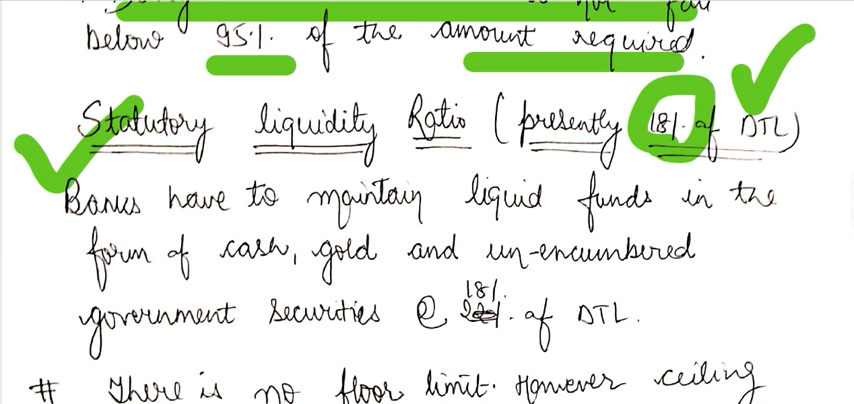 not fall
below 95%. of the amount required.
Statutory liquidity Ratio (presently 18%. of DTL)
Banks have to maintain liquid funds in the
form of cash, gold and un-encumbered
18%.
government securities @ %. of DTL.
# There is no floor limit. However ceiling